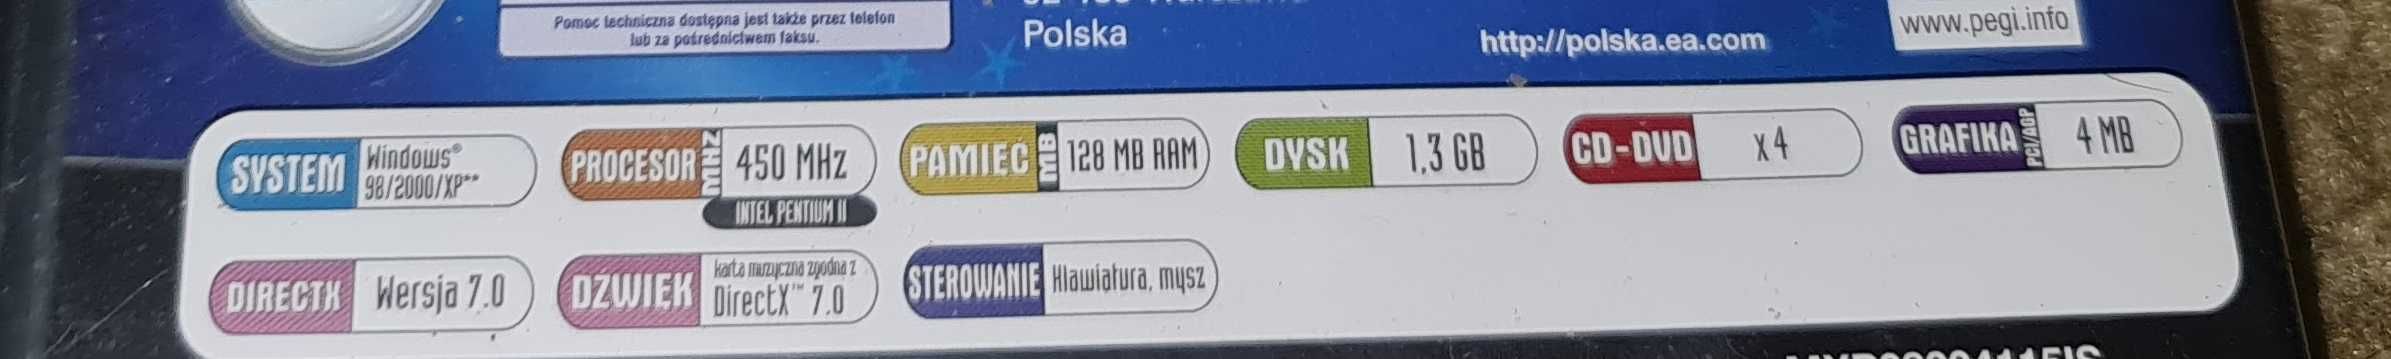 Pomoc techniczna dostępna jest także przez telefon
lub za pośrednictwem faksu.
Polska
http://polska.ea.com
www.pegi.info
SYSTEM Windows® 98/2000/XP**
PROCESOR MHZ 450 MHz
INTEL PENTIUM II
PAMIĘĆ MB 128 MB RAM
DYSK 1,3 GB
CD-DVD x4
GRAFIKA PCI/AGP 4 MB
DIRECTX Wersja 7.0
DŹWIĘK karta muzyczna zgodna z DirectX™ 7.0
STEROWANIE Klawiatura, mysz